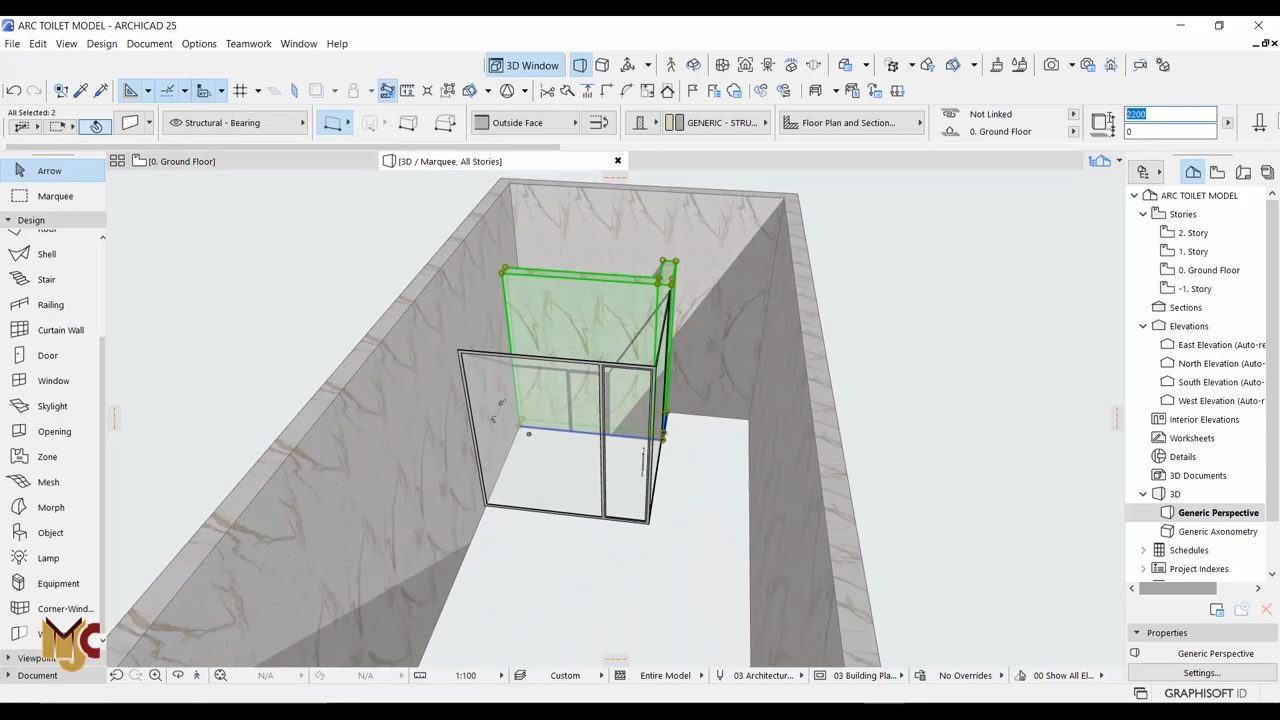 ARC TOILET MODEL - ARCHICAD 25
File Edit View Design Document Options Teamwork Window Help
3D Window
All Selected: 2
Structural - Bearing
Outside Face
GENERIC - STRU...
Floor Plan and Section...
Not Linked
0. Ground Floor
2200
0
[0. Ground Floor]
[3D / Marquee, All Stories]
Arrow
Marquee
Design
Shell
Stair
Railing
Curtain Wall
Door
Window
Skylight
Opening
Zone
Mesh
Morph
Object
Lamp
Equipment
Corner-Wind...
Viewpoint
Document
MJC
ARC TOILET MODEL
Stories
2. Story
1. Story
0. Ground Floor
-1. Story
Sections
Elevations
East Elevation (Auto-re
North Elevation (Auto-
South Elevation (Auto-
West Elevation (Auto-r
Interior Elevations
Worksheets
Details
3D Documents
3D
Generic Perspective
Generic Axonometry
Schedules
Project Indexes
Properties
Generic Perspective
Settings...
N/A
N/A
1:100
Custom
Entire Model
03 Architectur...
03 Building Pla...
No Overrides
00 Show All El...
GRAPHISOFT ID